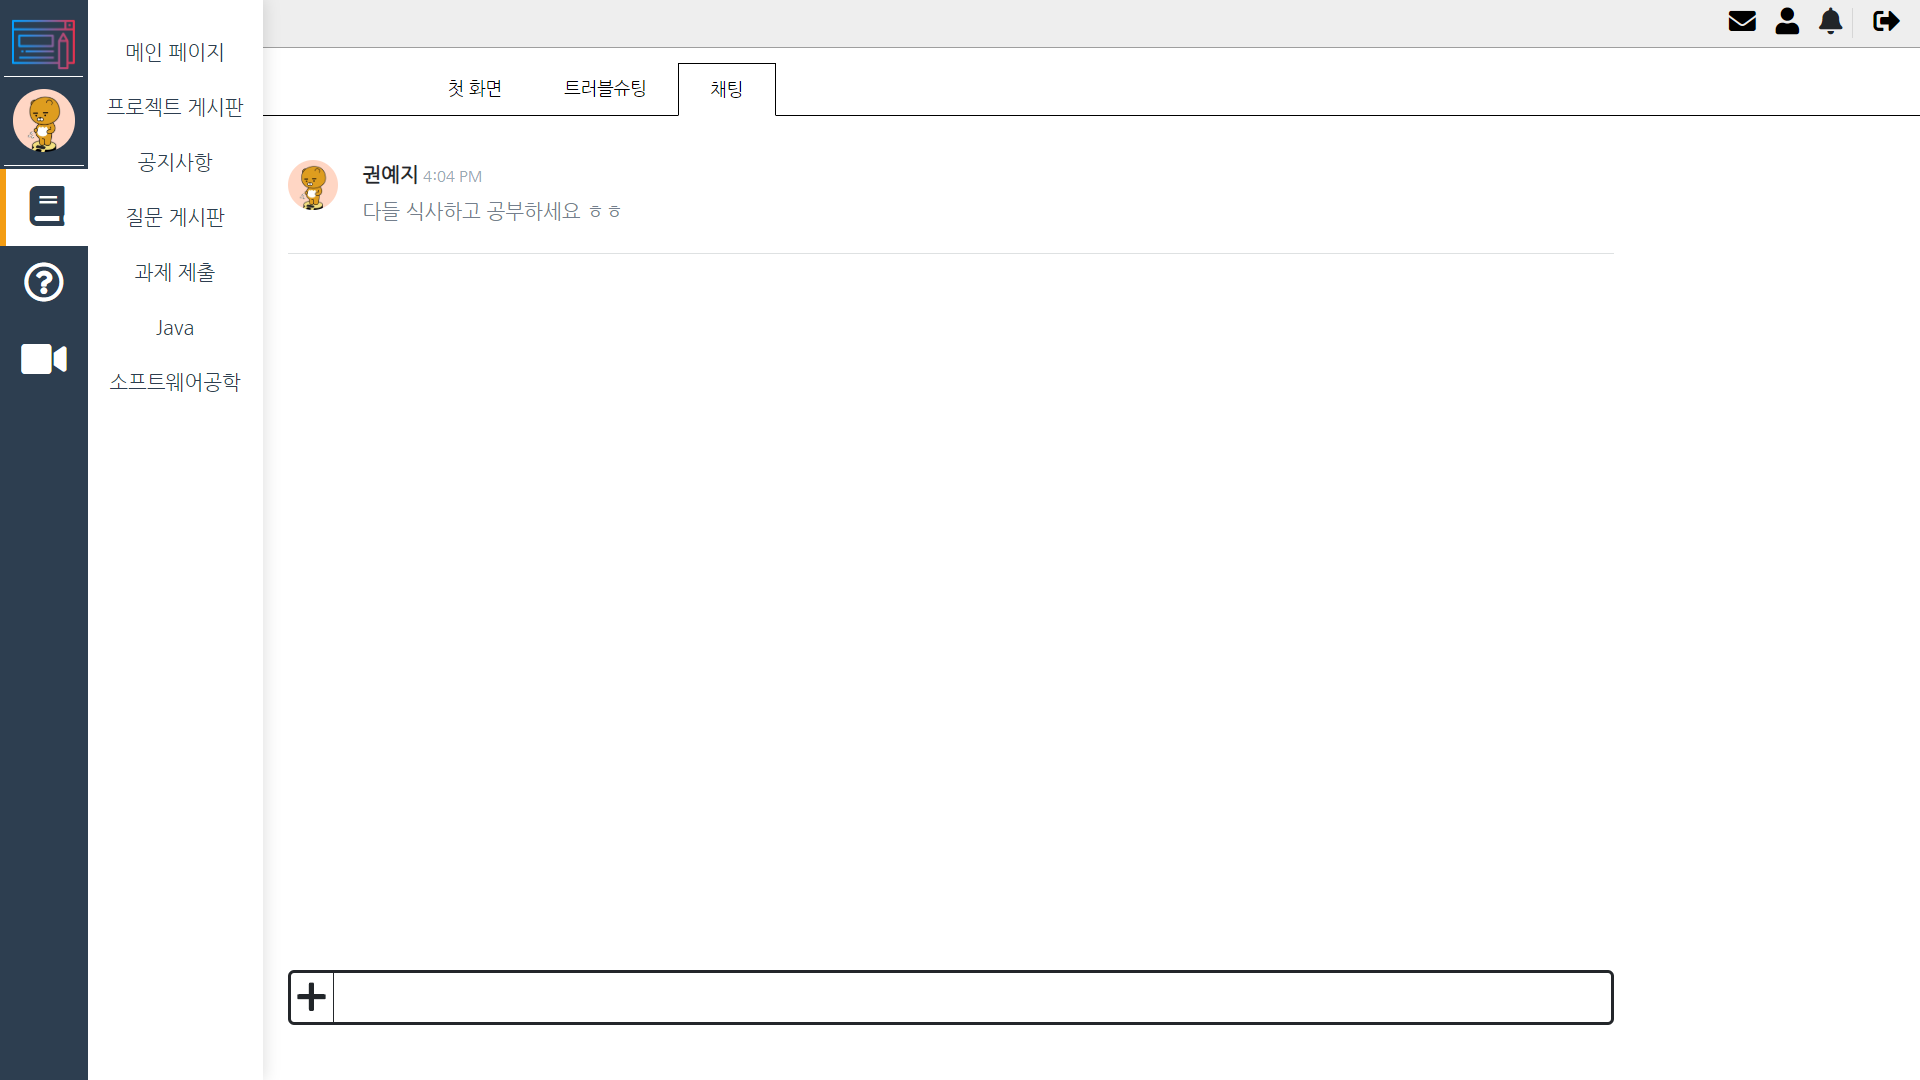 메인 페이지
프로젝트 게시판
공지사항
질문 게시판
과제 제출
Java
소프트웨어공학
첫 화면
트러블슈팅
채팅
권예지 4:04 PM
다들 식사하고 공부하세요 ㅎㅎ